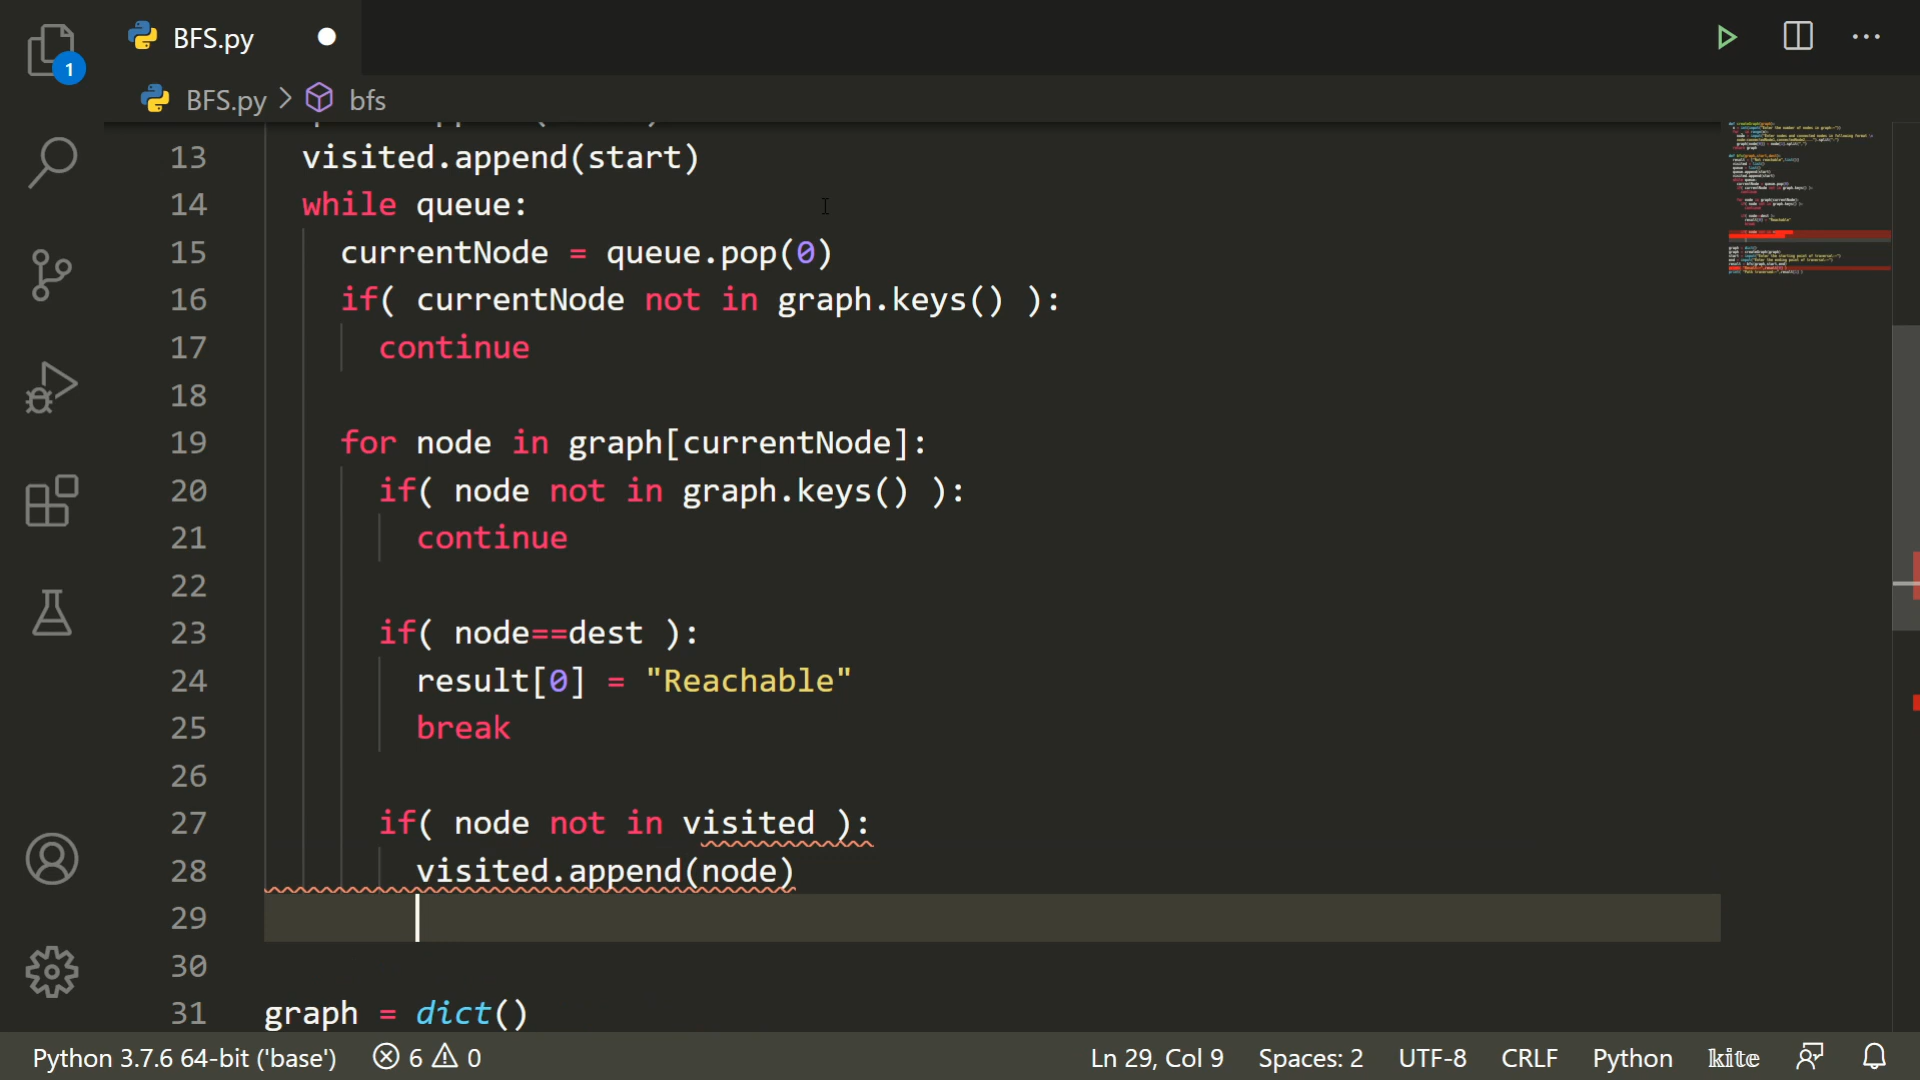 1
BFS.py
BFS.py > bfs
13 visited.append(start)
14 while queue:
15 currentNode = queue.pop(0)
16 if( currentNode not in graph.keys() ):
17 continue
18
19 for node in graph[currentNode]:
20 if( node not in graph.keys() ):
21 continue
22
23 if( node==dest ):
24 result[0] = "Reachable"
25 break
26
27 if( node not in visited ):
28 visited.append(node)
29
30
31 graph = dict()
Python 3.7.6 64-bit ('base') 6 0 Ln 29, Col 9 Spaces: 2 UTF-8 CRLF Python kite